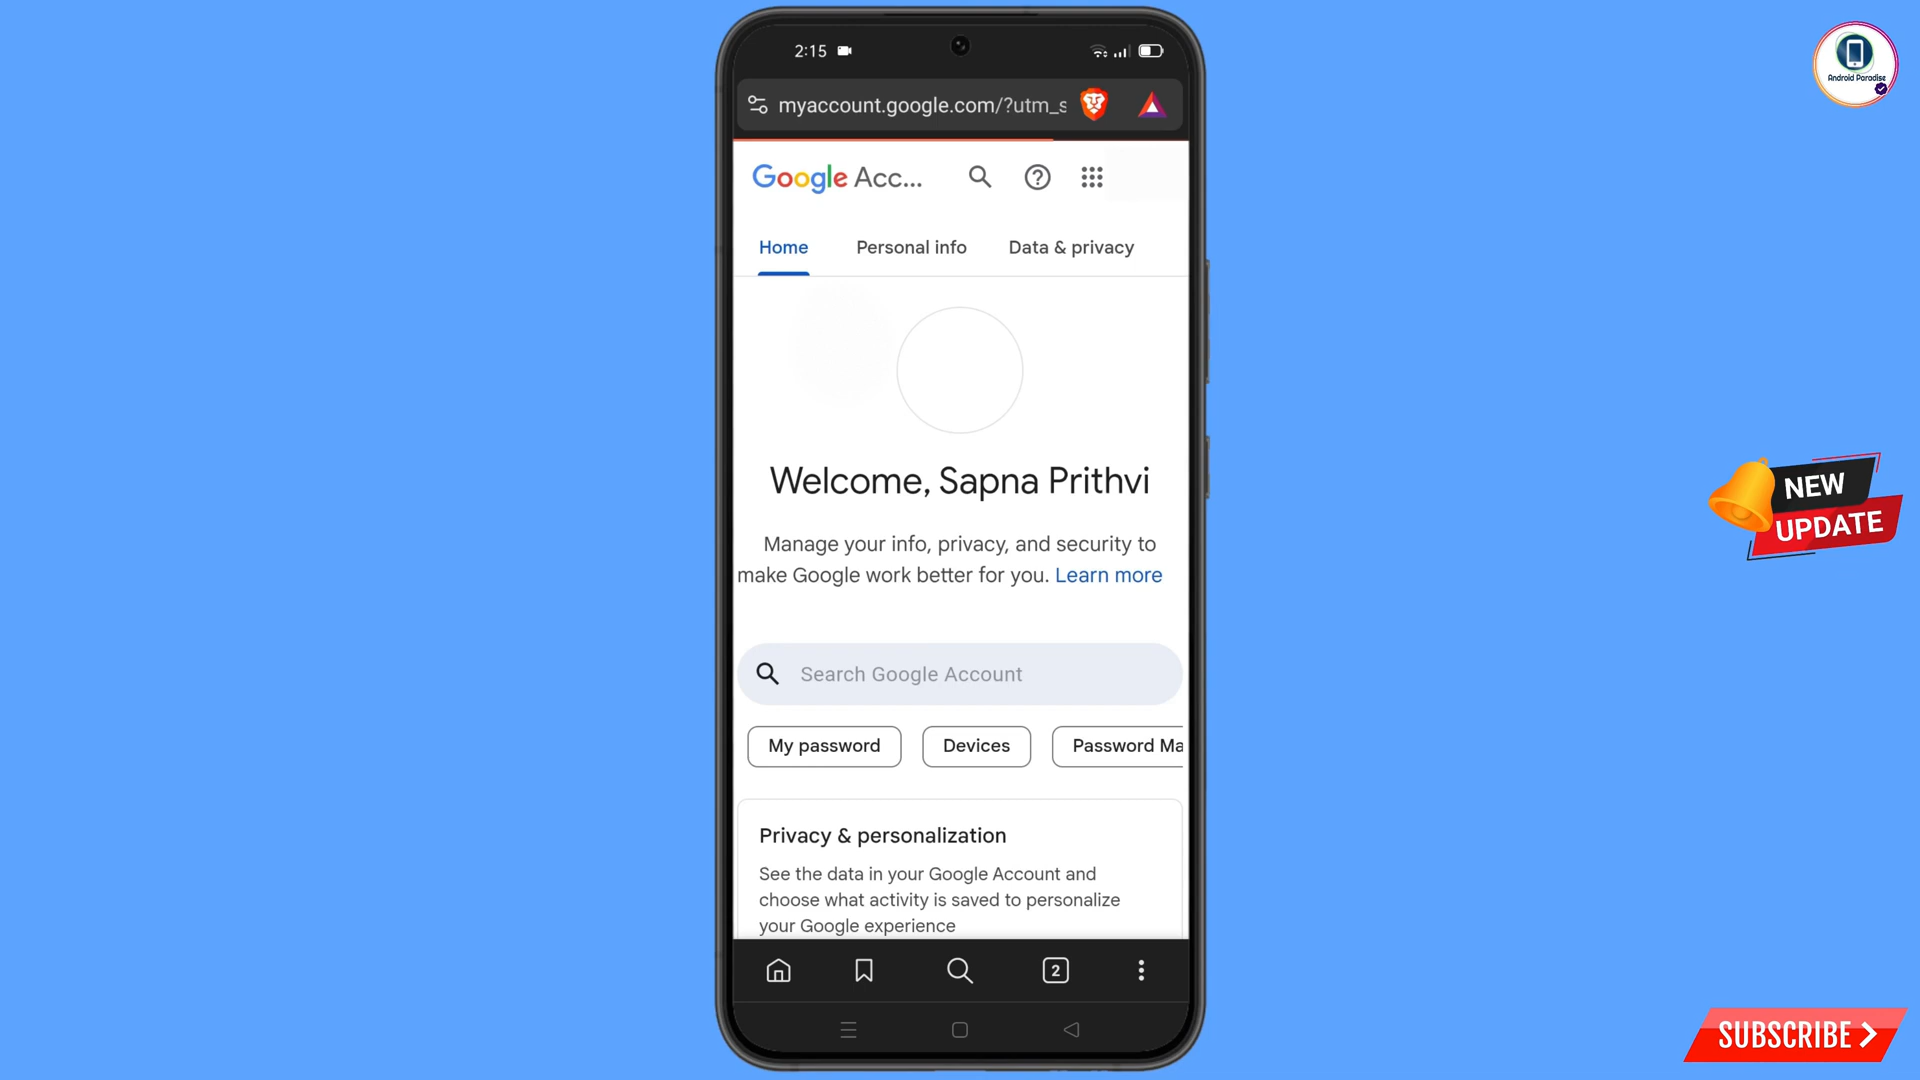 2:15
myaccount.google.com/?utm_s
Google Acc...
Home Personal info Data & privacy
Welcome, Sapna Prithvi
Manage your info, privacy, and security to
make Google work better for you. Learn more
Search Google Account
My password Devices Password Ma
Privacy & personalization
See the data in your Google Account and
choose what activity is saved to personalize
your Google experience
2
Android Paradise
NEW
UPDATE
SUBSCRIBE